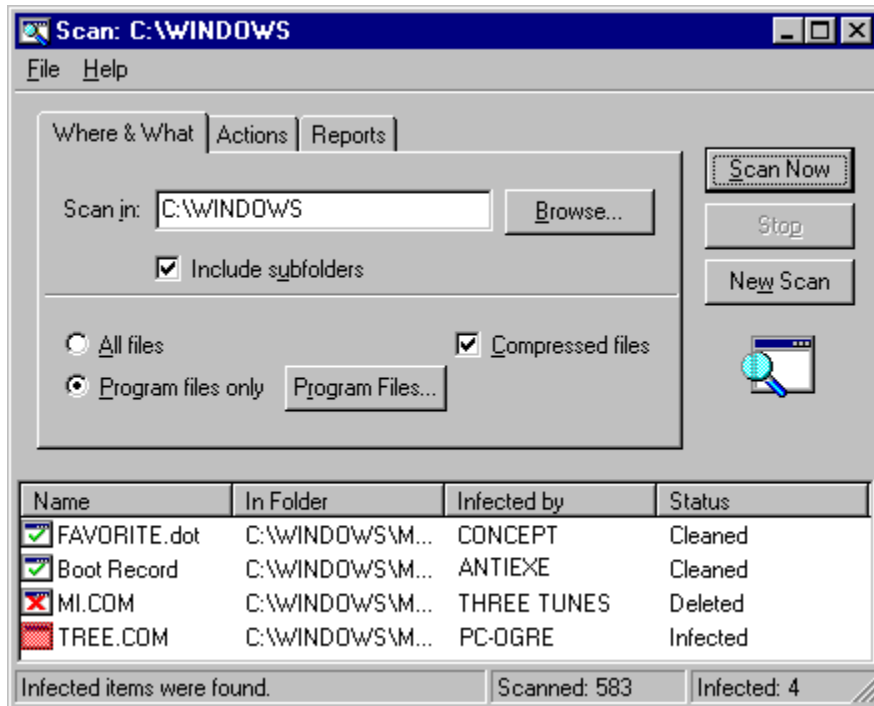 Scan: C:\WINDOWS
File Help
Where & What Actions Reports
Scan Now
Scan in: C:\WINDOWS Browse...
Stop
Include subfolders
New Scan
All files Compressed files
Program files only Program Files...
Name In Folder Infected by Status
FAVORITE.dot C:\WINDOWS\M... CONCEPT Cleaned
Boot Record C:\WINDOWS\M... ANTIEXE Cleaned
MI.COM C:\WINDOWS\M... THREE TUNES Deleted
TREE.COM C:\WINDOWS\M... PC-OGRE Infected
Infected items were found. Scanned: 583 Infected: 4